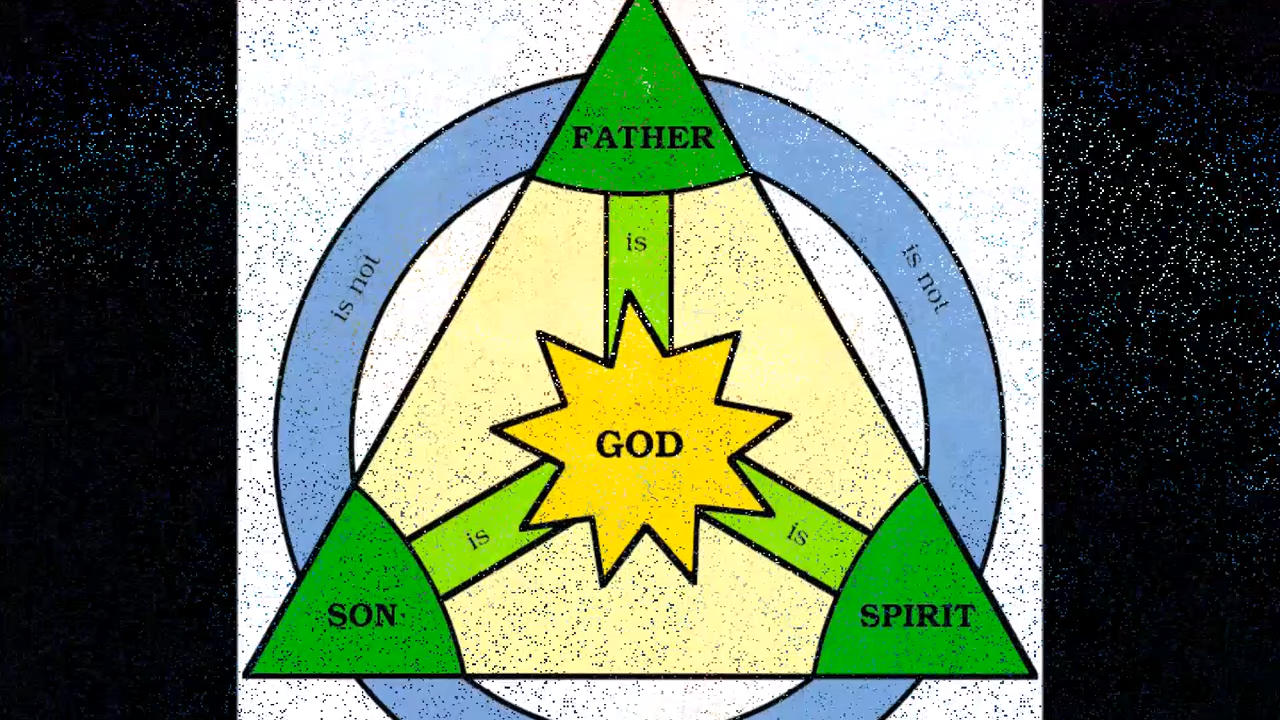 FATHER
is
is not
is not
GOD
is
is
SON
SPIRIT